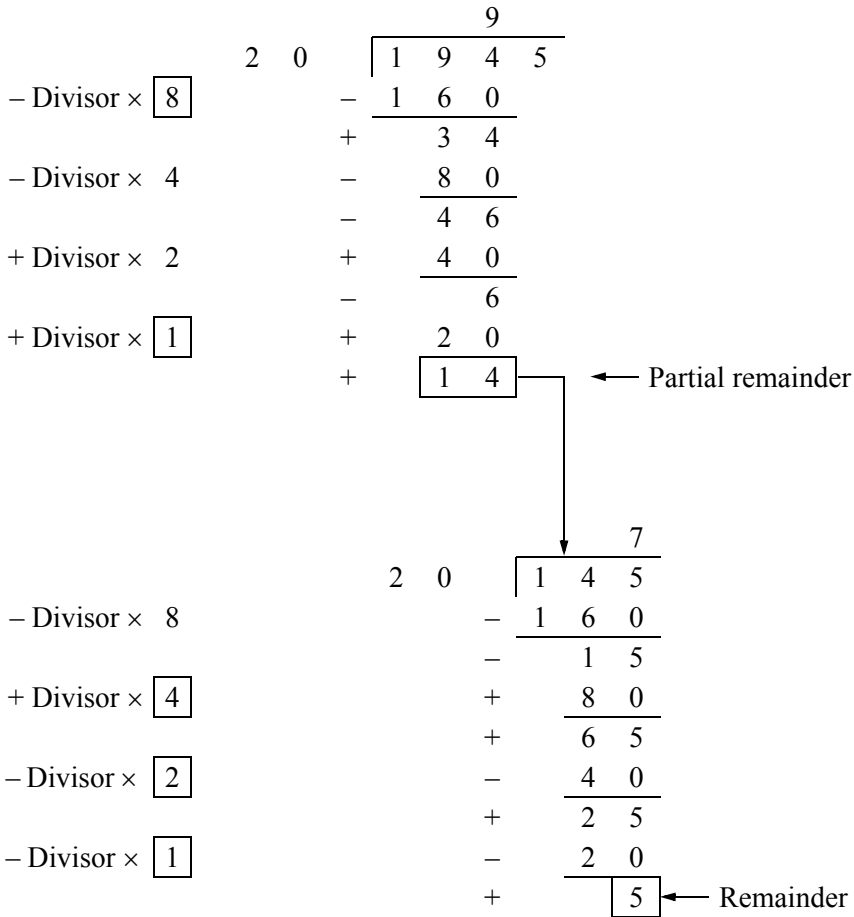 9
2 0 1 9 4 5
– Divisor × 8 – 1 6 0
+ 3 4
– Divisor × 4 – 8 0
– 4 6
+ Divisor × 2 + 4 0
– 6
+ Divisor × 1 + 2 0
+ 1 4 Partial remainder
7
2 0 1 4 5
– Divisor × 8 – 1 6 0
– 1 5
+ Divisor × 4 + 8 0
+ 6 5
– Divisor × 2 – 4 0
+ 2 5
– Divisor × 1 – 2 0
+ 5 Remainder